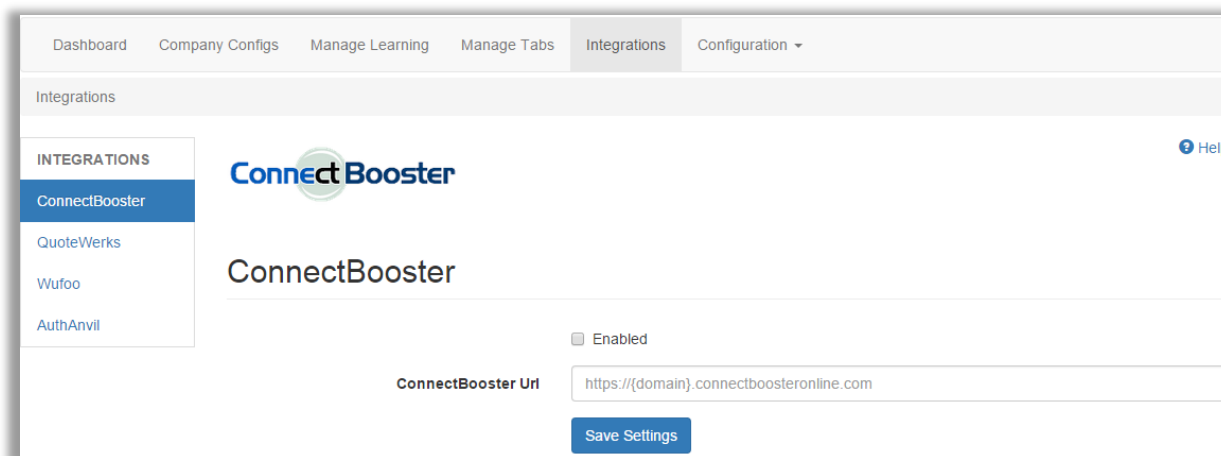 Dashboard Company Configs Manage Learning Manage Tabs Integrations Configuration
Integrations
INTEGRATIONS
ConnectBooster
QuoteWerks
Wufoo
AuthAnvil
Hel
ConnectBooster
ConnectBooster
Enabled
ConnectBooster Url https://{domain}.connectboosteronline.com
Save Settings